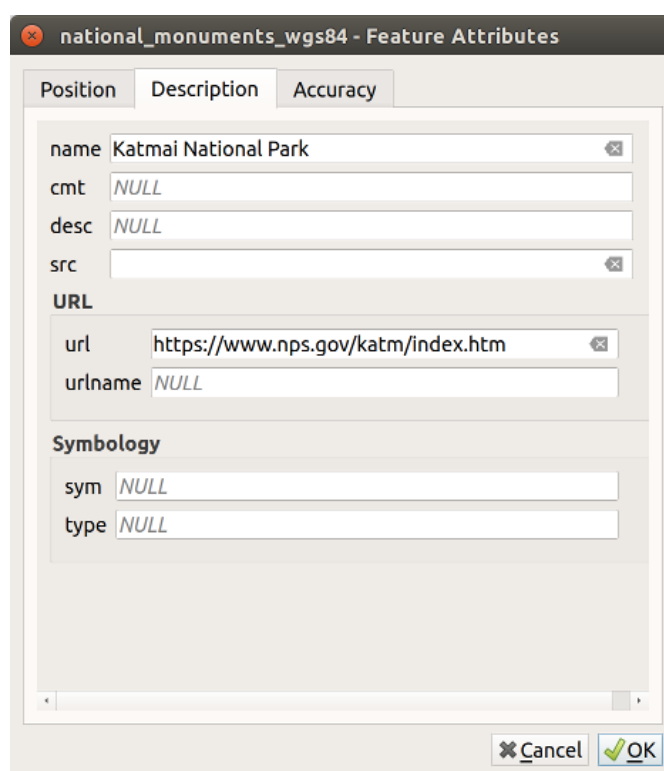 national_monuments_wgs84 - Feature Attributes
Position Description Accuracy
name Katmai National Park
cmt NULL
desc NULL
src
URL
url https://www.nps.gov/katm/index.htm
urlname NULL
Symbology
sym NULL
type NULL
Cancel OK